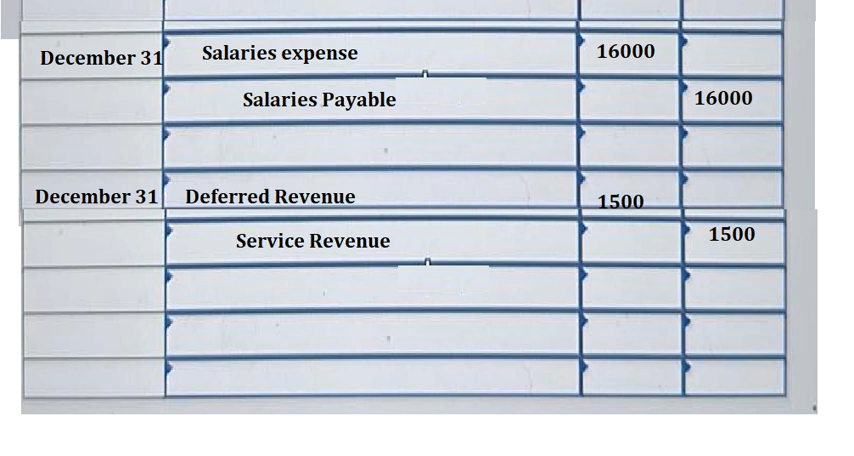 December 31 Salaries expense 16000
Salaries Payable 16000
December 31 Deferred Revenue 1500
Service Revenue 1500